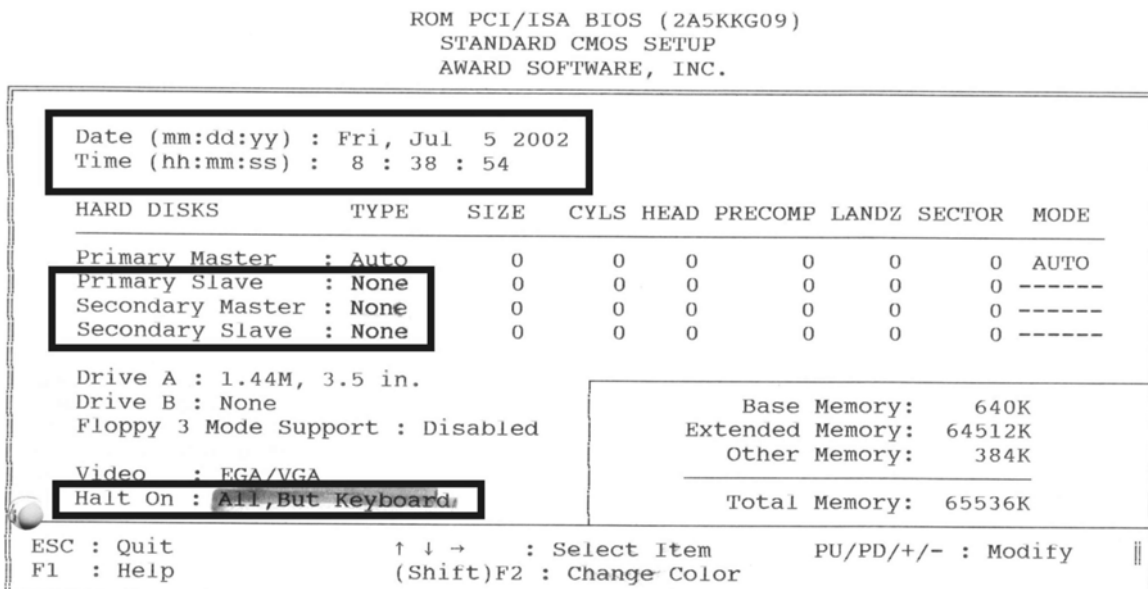 ROM PCI/ISA BIOS (2A5KKG09)
STANDARD CMOS SETUP
AWARD SOFTWARE, INC.
Date (mm:dd:yy) : Fri, Jul 5 2002
Time (hh:mm:ss) : 8 : 38 : 54
HARD DISKS TYPE SIZE CYLS HEAD PRECOMP LANDZ SECTOR MODE
Primary Master : Auto 0 0 0 0 0 0 AUTO
Primary Slave : None 0 0 0 0 0 0 ------
Secondary Master : None 0 0 0 0 0 0 ------
Secondary Slave : None 0 0 0 0 0 0 ------
Drive A : 1.44M, 3.5 in.
Drive B : None
Floppy 3 Mode Support : Disabled
Video : EGA/VGA
Halt On : All,But Keyboard
Base Memory: 640K
Extended Memory: 64512K
Other Memory: 384K
Total Memory: 65536K
ESC : Quit ↑ ↓ → : Select Item PU/PD/+/- : Modify
F1 : Help (Shift)F2 : Change Color